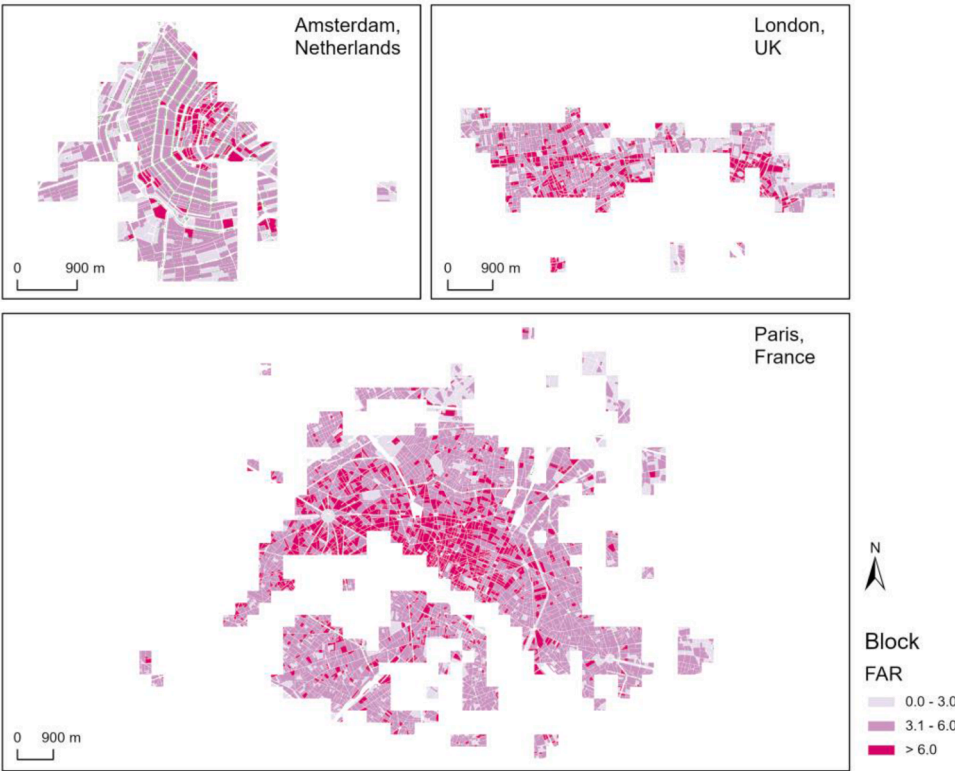 Amsterdam,
Netherlands
0 900 m
London,
UK
0 900 m
Paris,
France
0 900 m
N
Block
FAR
0.0 - 3.0
3.1 - 6.0
> 6.0